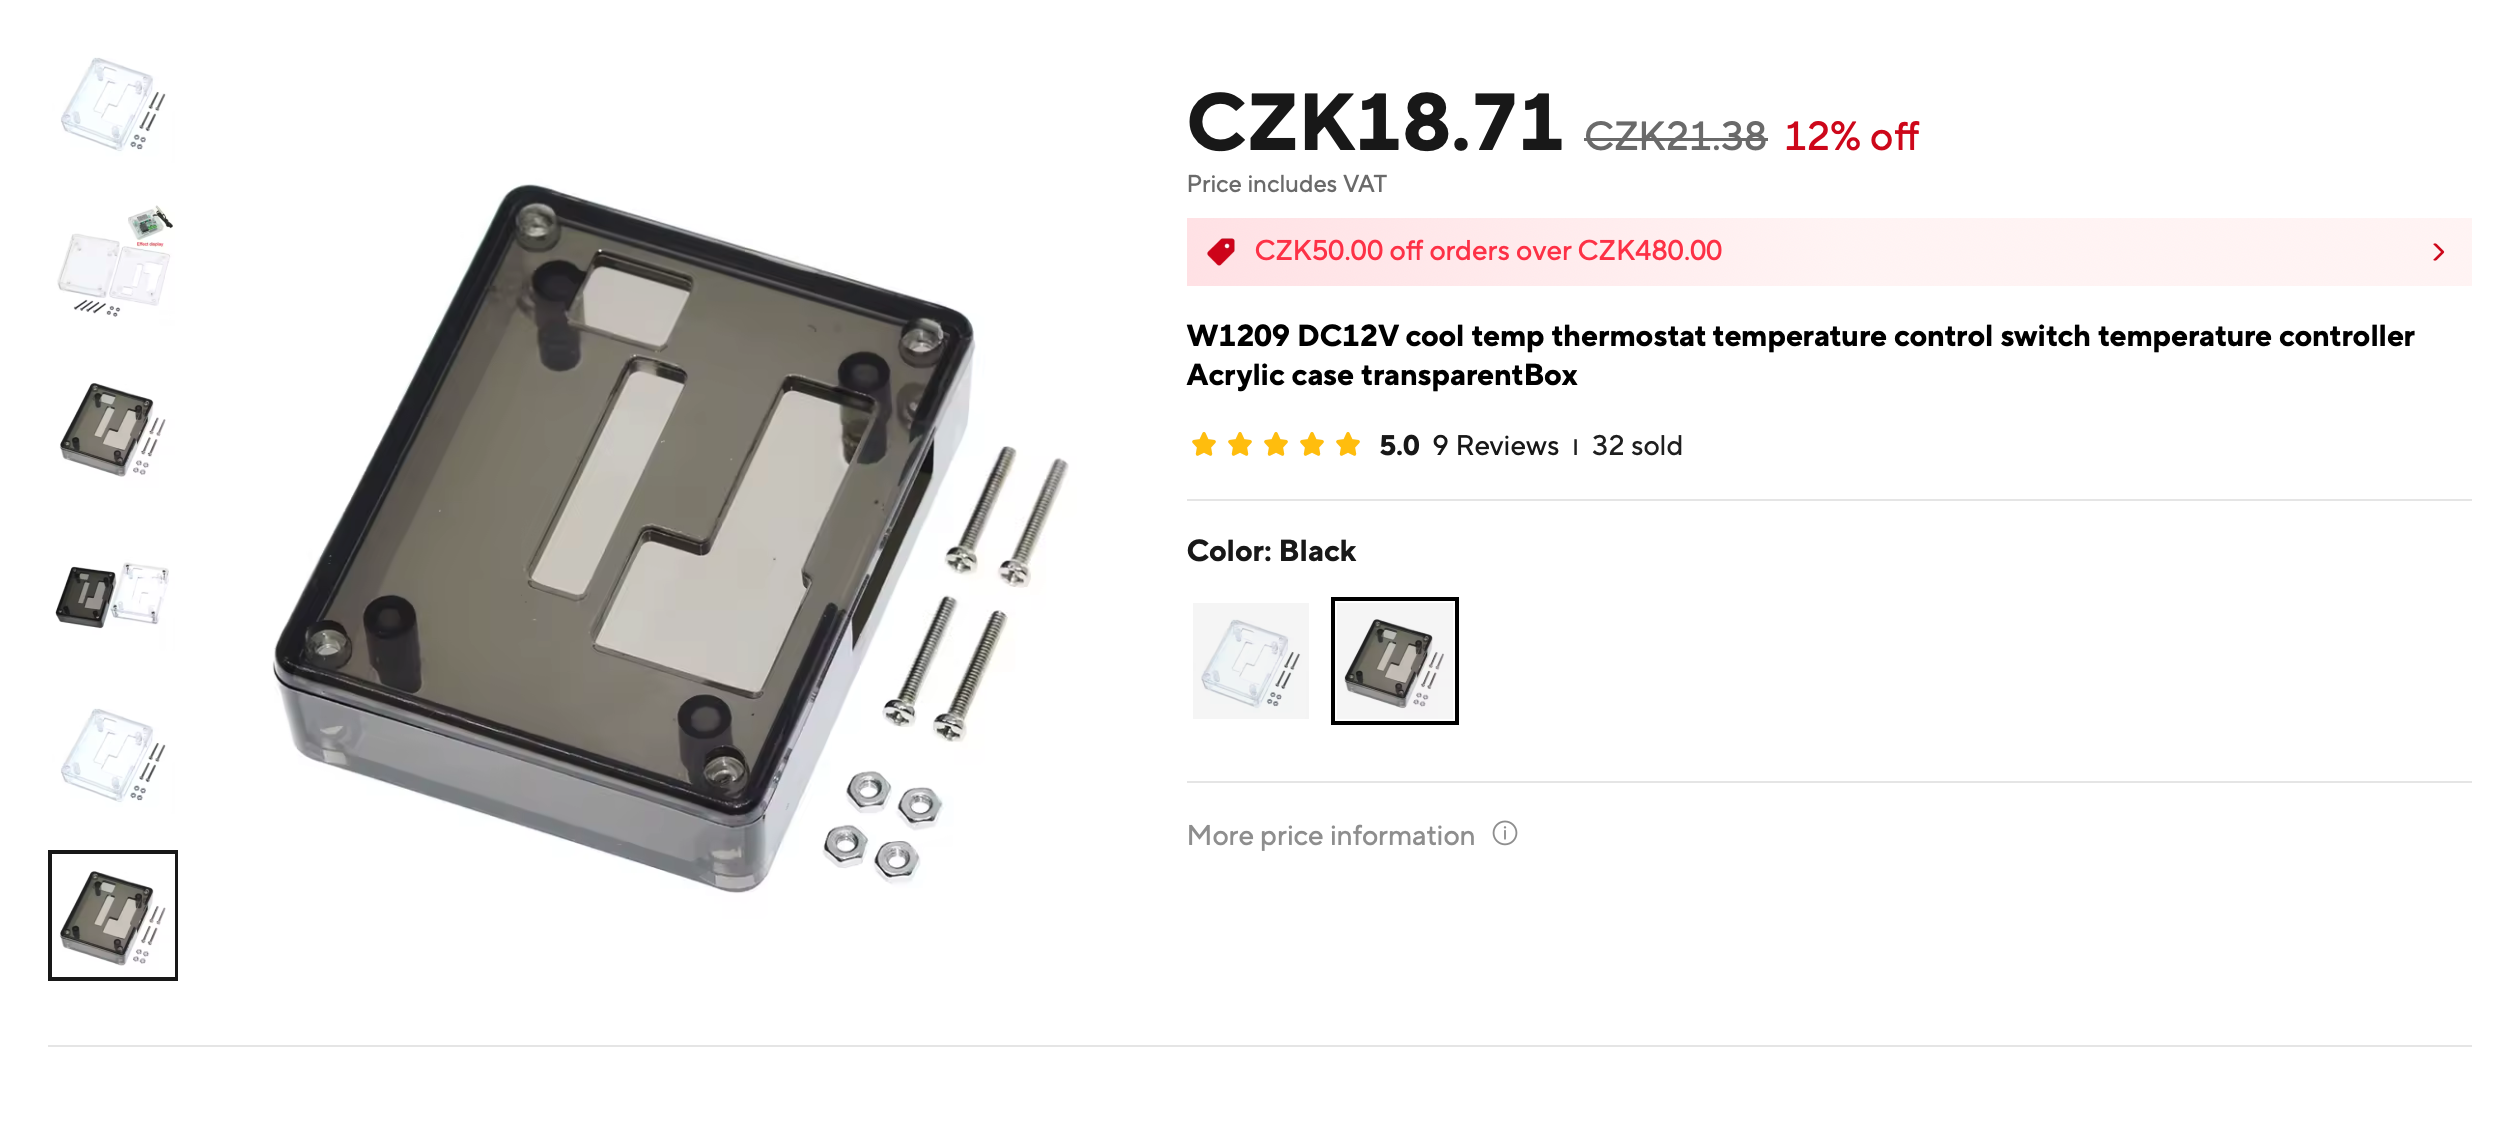 CZK18.71 CZK21.38 12% off
Price includes VAT
CZK50.00 off orders over CZK480.00
W1209 DC12V cool temp thermostat temperature control switch temperature controller
Acrylic case transparentBox
5.0 9 Reviews | 32 sold
Color: Black
More price information
Effect display